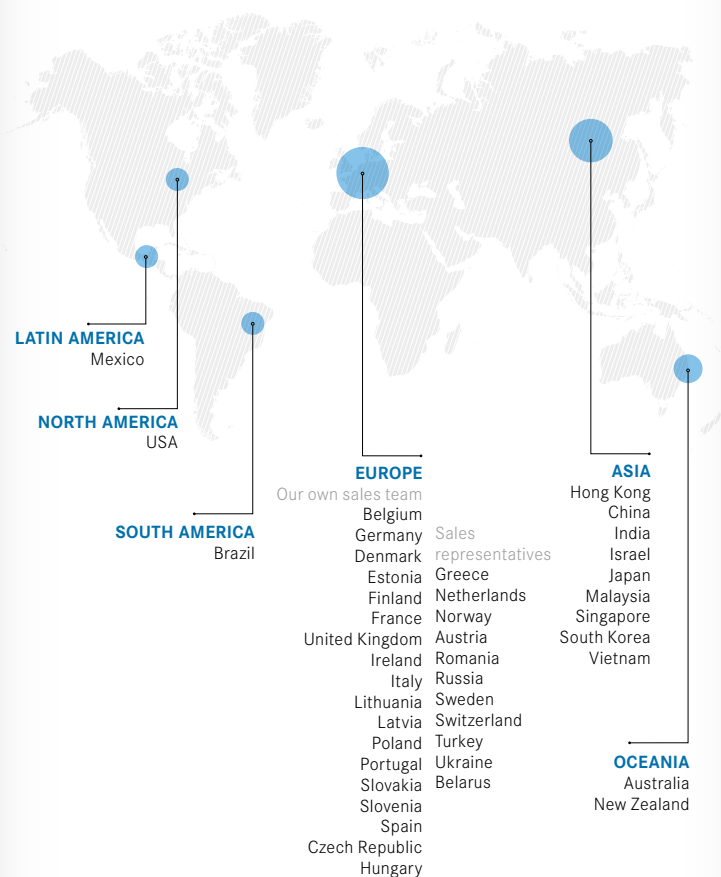 LATIN AMERICA
Mexico
NORTH AMERICA
USA
SOUTH AMERICA
Brazil
EUROPE
Our own sales team
Belgium
Germany
Denmark
Estonia
Finland
France
United Kingdom
Ireland
Italy
Lithuania
Latvia
Poland
Portugal
Slovakia
Slovenia
Spain
Czech Republic
Hungary
Sales
representatives
Greece
Netherlands
Norway
Austria
Romania
Russia
Sweden
Switzerland
Turkey
Ukraine
Belarus
ASIA
Hong Kong
China
India
Israel
Japan
Malaysia
Singapore
South Korea
Vietnam
OCEANIA
Australia
New Zealand